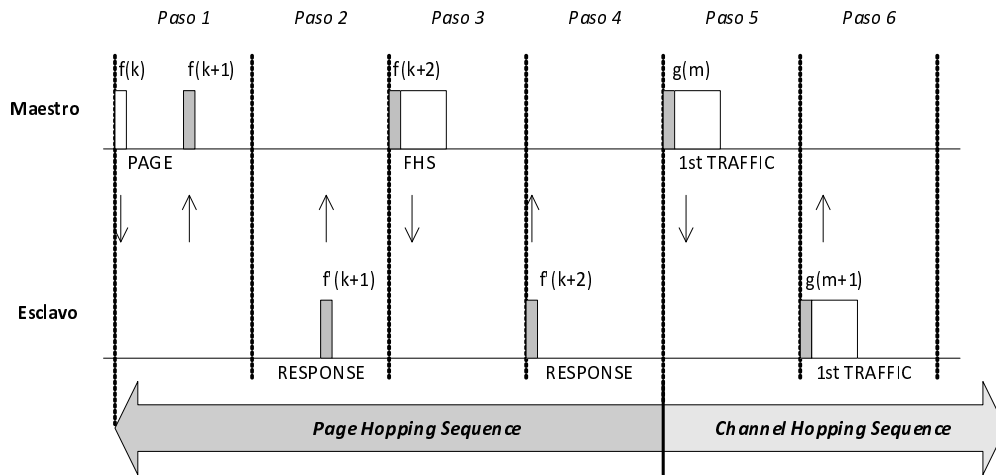 Paso 1 Paso 2 Paso 3 Paso 4 Paso 5 Paso 6
f(k) f(k+1) f(k+2) g(m)
Maestro
PAGE FHS 1st TRAFFIC
f'(k+1) f'(k+2) g(m+1)
Esclavo
RESPONSE RESPONSE 1st TRAFFIC
Page Hopping Sequence Channel Hopping Sequence